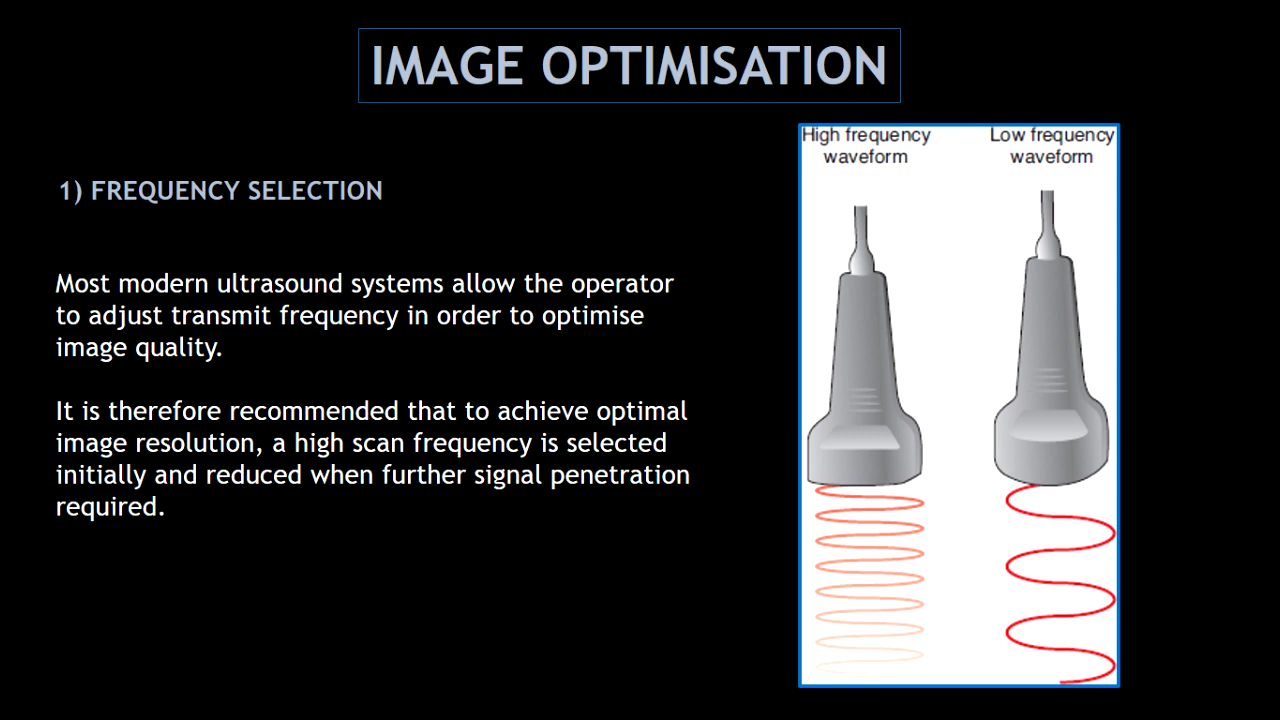 IMAGE OPTIMISATION
1) FREQUENCY SELECTION
Most modern ultrasound systems allow the operator
to adjust transmit frequency in order to optimise
image quality.
It is therefore recommended that to achieve optimal
image resolution, a high scan frequency is selected
initially and reduced when further signal penetration
required.
High frequency
waveform
Low frequency
waveform